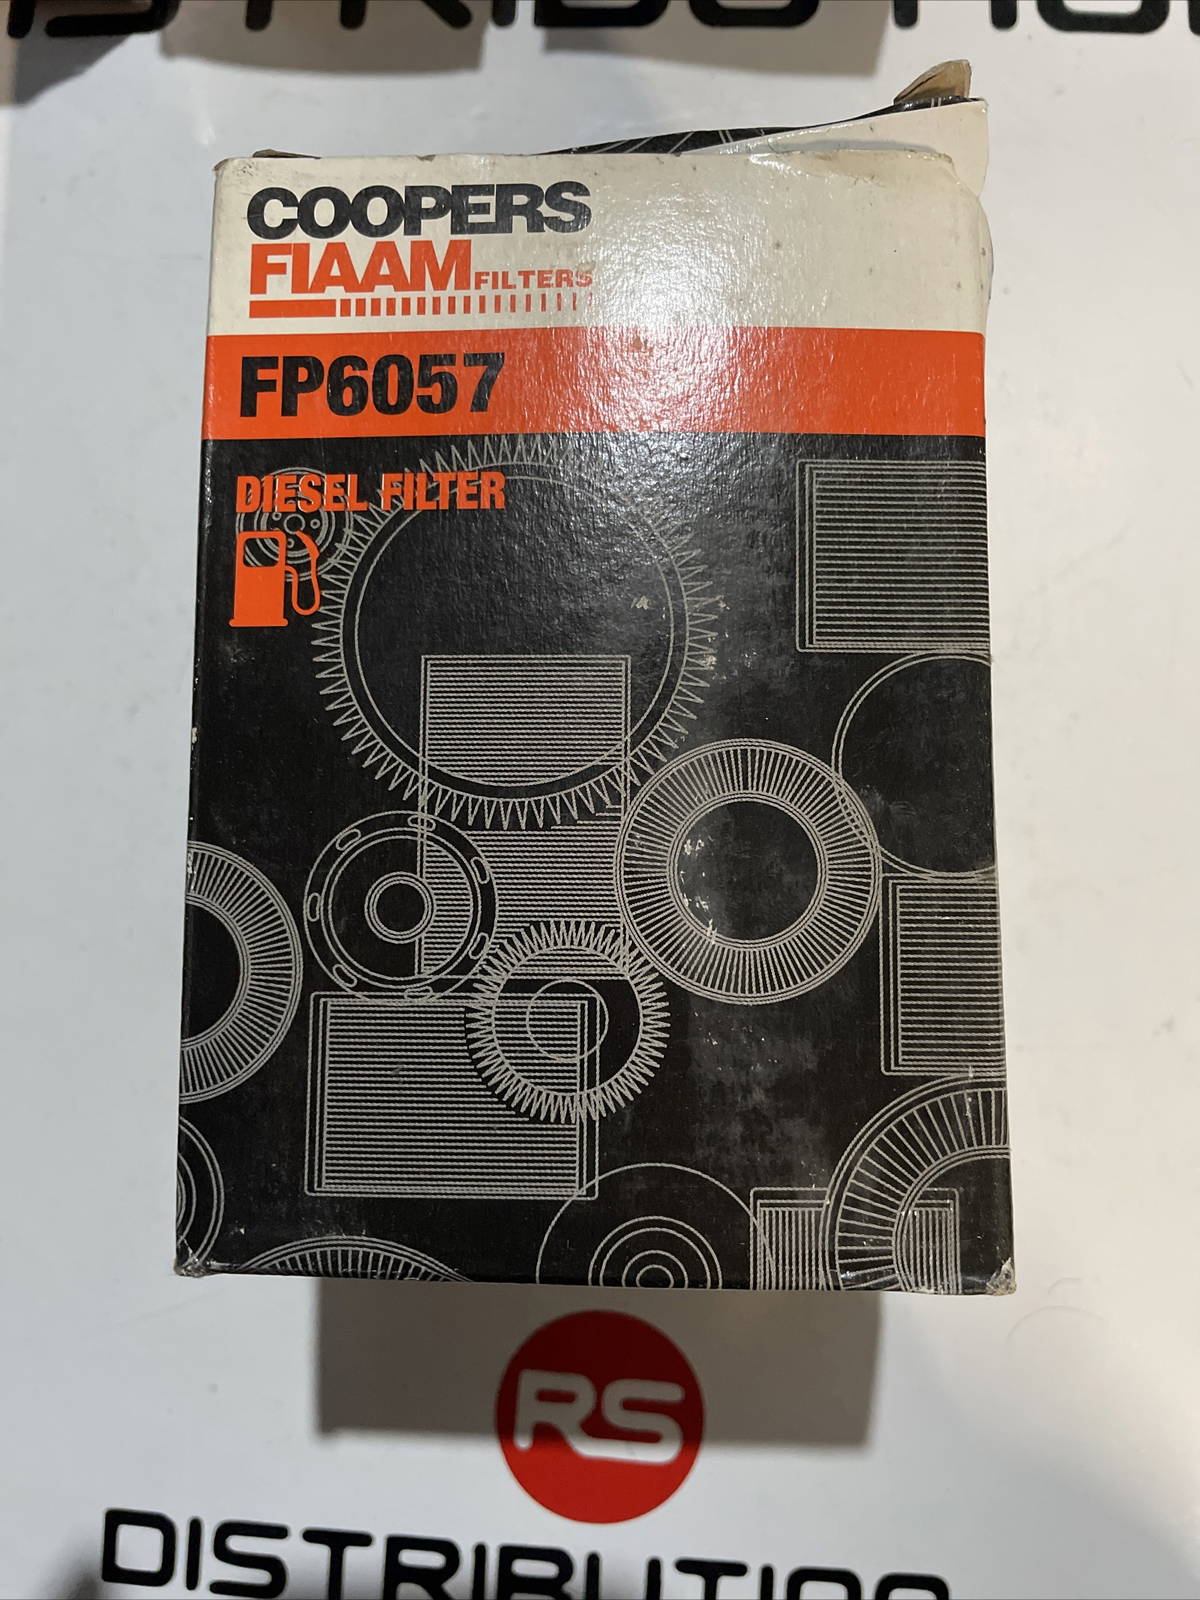 COOPERS
FIAAM FILTERS
FP6057
DIESEL FILTER
RS
DISTRIBUTION